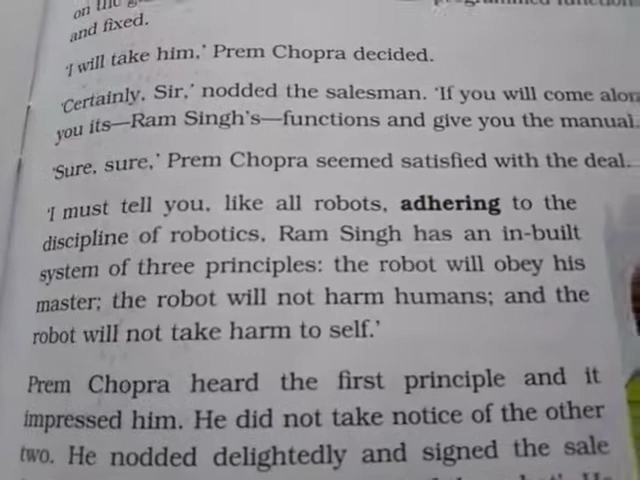 on the
and fixed.
'I will take him,' Prem Chopra decided.
'Certainly, Sir,' nodded the salesman. 'If you will come alon
you its—Ram Singh's—functions and give you the manual.
'Sure, sure,' Prem Chopra seemed satisfied with the deal.
'I must tell you, like all robots, adhering to the
discipline of robotics, Ram Singh has an in-built
system of three principles: the robot will obey his
master; the robot will not harm humans; and the
robot will not take harm to self.'
Prem Chopra heard the first principle and it
impressed him. He did not take notice of the other
two. He nodded delightedly and signed the sale